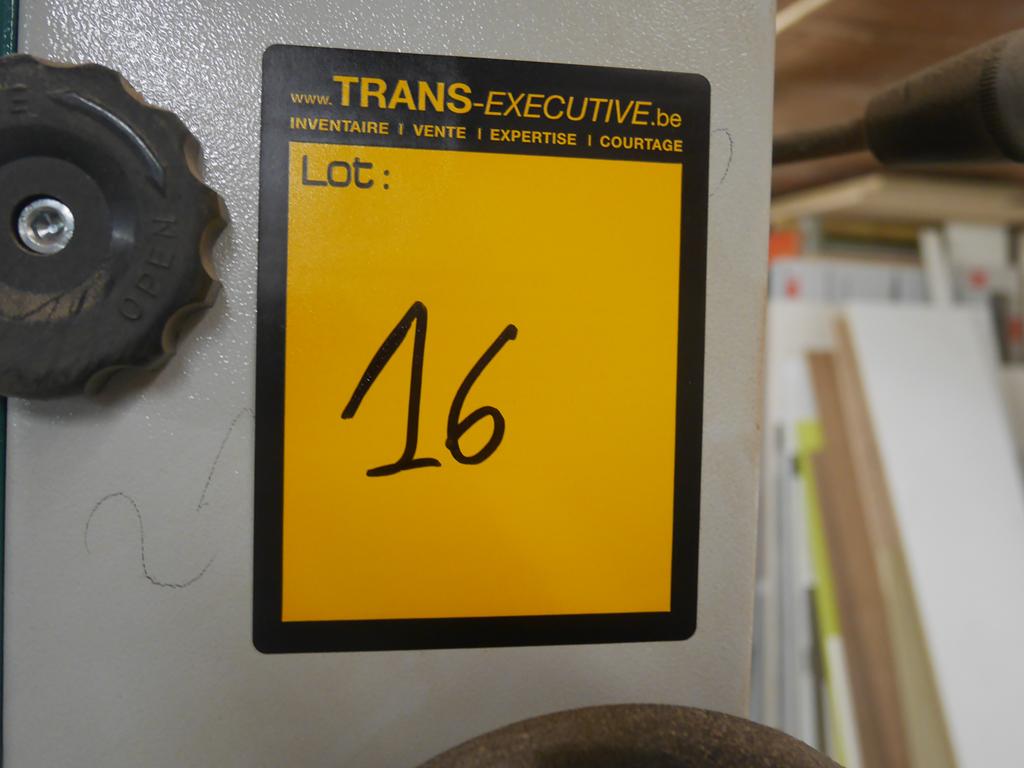 www.TRANS-EXECUTIVE.be
INVENTAIRE | VENTE | EXPERTISE | COURTAGE
Lot:
16
OPEN